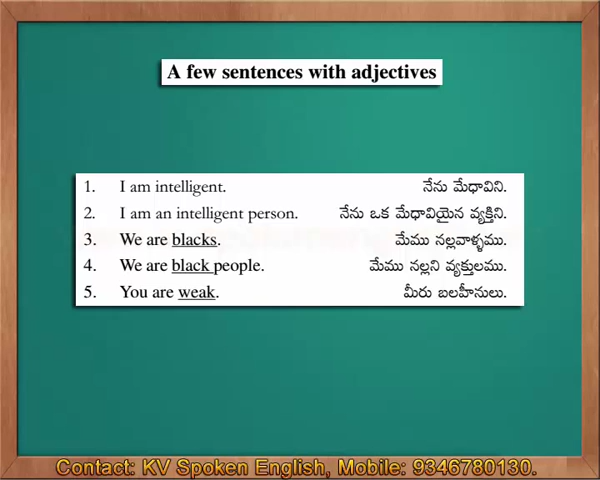 A few sentences with adjectives
1. I am intelligent. నేను మేధావిని.
2. I am an intelligent person. నేను ఒక మేధావియైన వ్యక్తిని.
3. We are blacks. మేము నల్లవాళ్ళము.
4. We are black people. మేము నల్లని వ్యక్తులము.
5. You are weak. మీరు బలహీనులు.
Contact: KV Spoken English, Mobile: 9346780130.